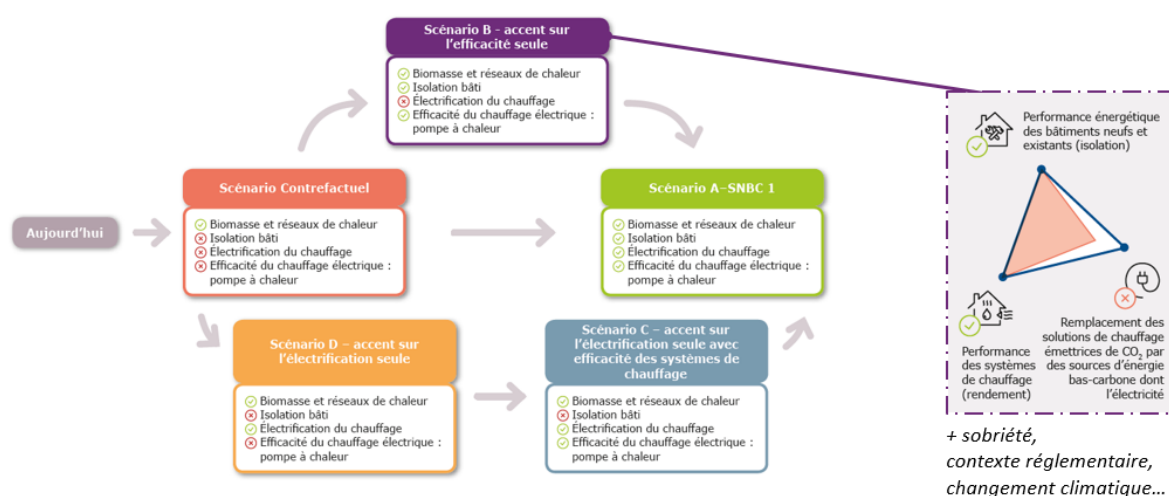 Scénario B - accent sur
l'efficacité seule
Biomasse et réseaux de chaleur
Isolation bâti
Électrification du chauffage
Efficacité du chauffage électrique :
pompe à chaleur
Aujourd'hui
Scénario Contrefactuel
Biomasse et réseaux de chaleur
Isolation bâti
Électrification du chauffage
Efficacité du chauffage électrique :
pompe à chaleur
Scénario A–SNBC 1
Biomasse et réseaux de chaleur
Isolation bâti
Électrification du chauffage
Efficacité du chauffage électrique :
pompe à chaleur
Scénario D – accent sur
l'électrification seule
Biomasse et réseaux de chaleur
Isolation bâti
Électrification du chauffage
Efficacité du chauffage électrique :
pompe à chaleur
Scénario C – accent sur
l'électrification seule avec
efficacité des systèmes de
chauffage
Biomasse et réseaux de chaleur
Isolation bâti
Électrification du chauffage
Efficacité du chauffage électrique :
pompe à chaleur
Performance énergétique
des bâtiments neufs et
existants (isolation)
Performance
des systèmes
de chauffage
(rendement)
Remplacement des
solutions de chauffage
émettrices de CO₂ par
des sources d'énergie
bas-carbone dont
l'électricité
+ sobriété,
contexte réglementaire,
changement climatique...